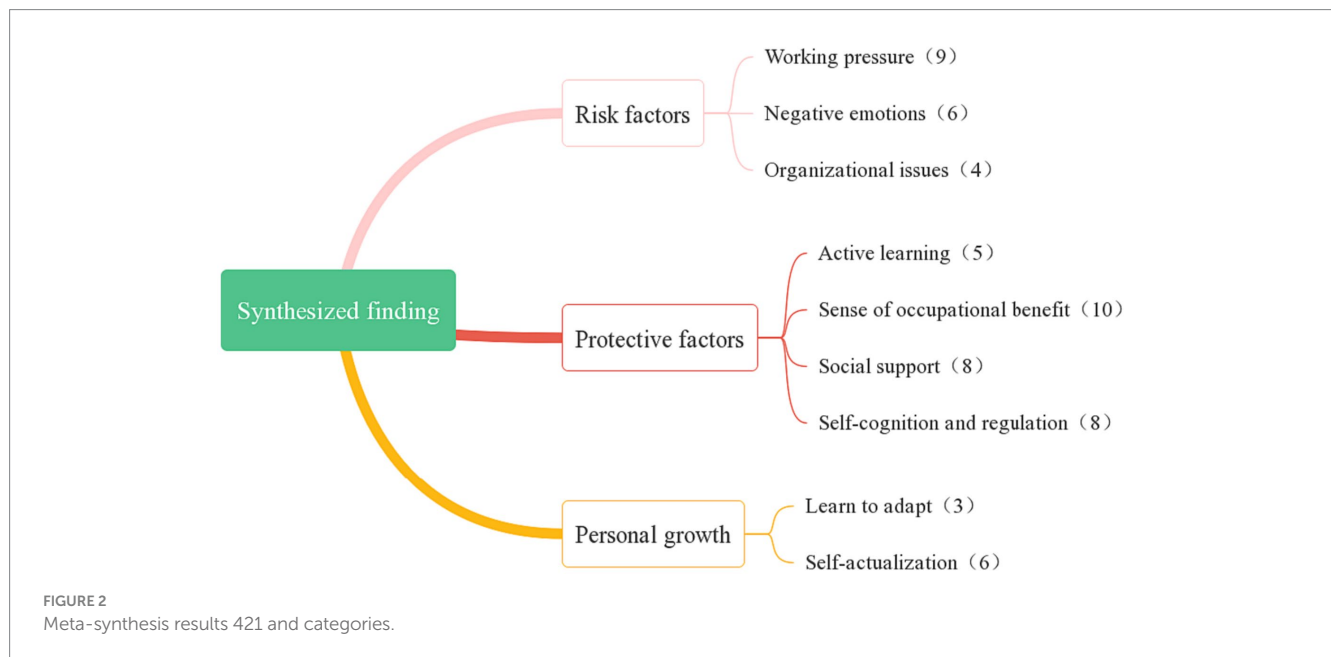 Synthesized finding
Risk factors
Working pressure（9）
Negative emotions（6）
Organizational issues（4）
Protective factors
Active learning（5）
Sense of occupational benefit（10）
Social support（8）
Self-cognition and regulation（8）
Personal growth
Learn to adapt（3）
Self-actualization（6）
FIGURE 2
Meta-synthesis results 421 and categories.